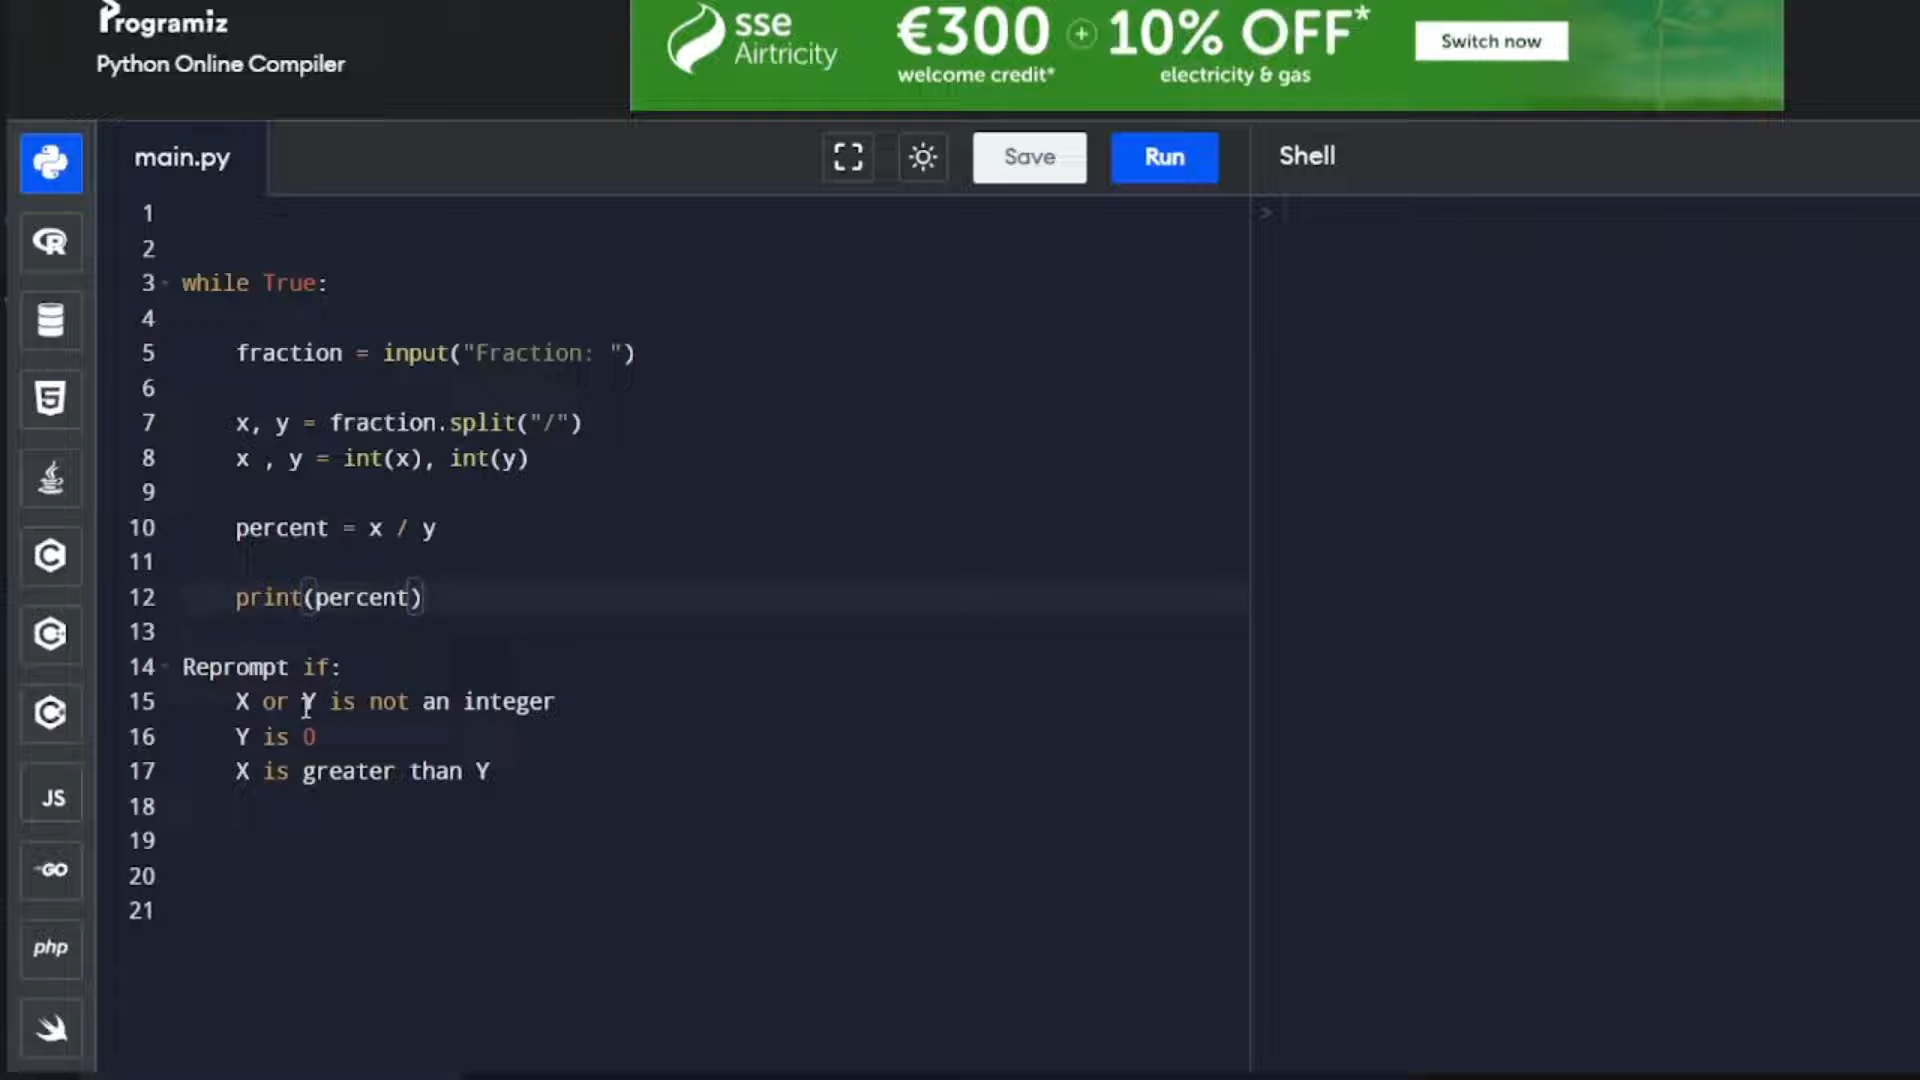 Programiz
Python Online Compiler
sse
Airtricity
€300
welcome credit*
+
10% OFF*
electricity & gas
Switch now
main.py
Save
Run
Shell
1
2
3 while True:
4
5 fraction = input("Fraction: ")
6
7 x, y = fraction.split("/")
8 x , y = int(x), int(y)
9
10 percent = x / y
11
12 print(percent)
13
14 Reprompt if:
15 X or Y is not an integer
16 Y is 0
17 X is greater than Y
18
19
20
21
>
R
5
C
C
C
JS
GO
php